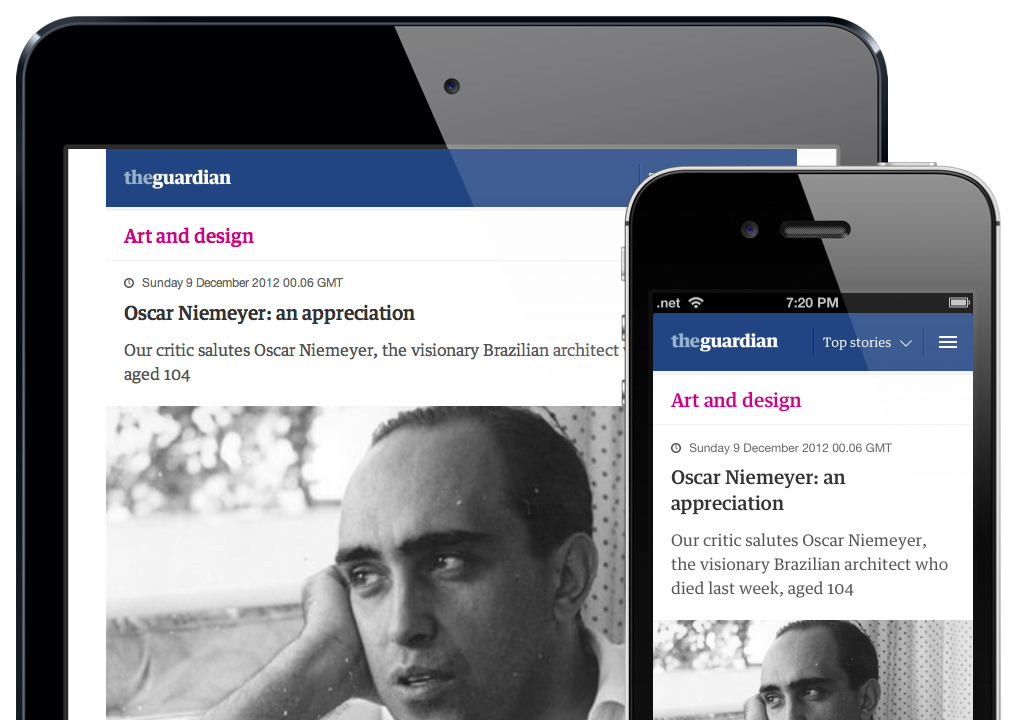 theguardian
Art and design
Sunday 9 December 2012 00.06 GMT
Oscar Niemeyer: an appreciation
Our critic salutes Oscar Niemeyer, the visionary Brazilian architect
aged 104
.net 7:20 PM
theguardian Top stories
Art and design
Sunday 9 December 2012 00.06 GMT
Oscar Niemeyer: an
appreciation
Our critic salutes Oscar Niemeyer,
the visionary Brazilian architect who
died last week, aged 104